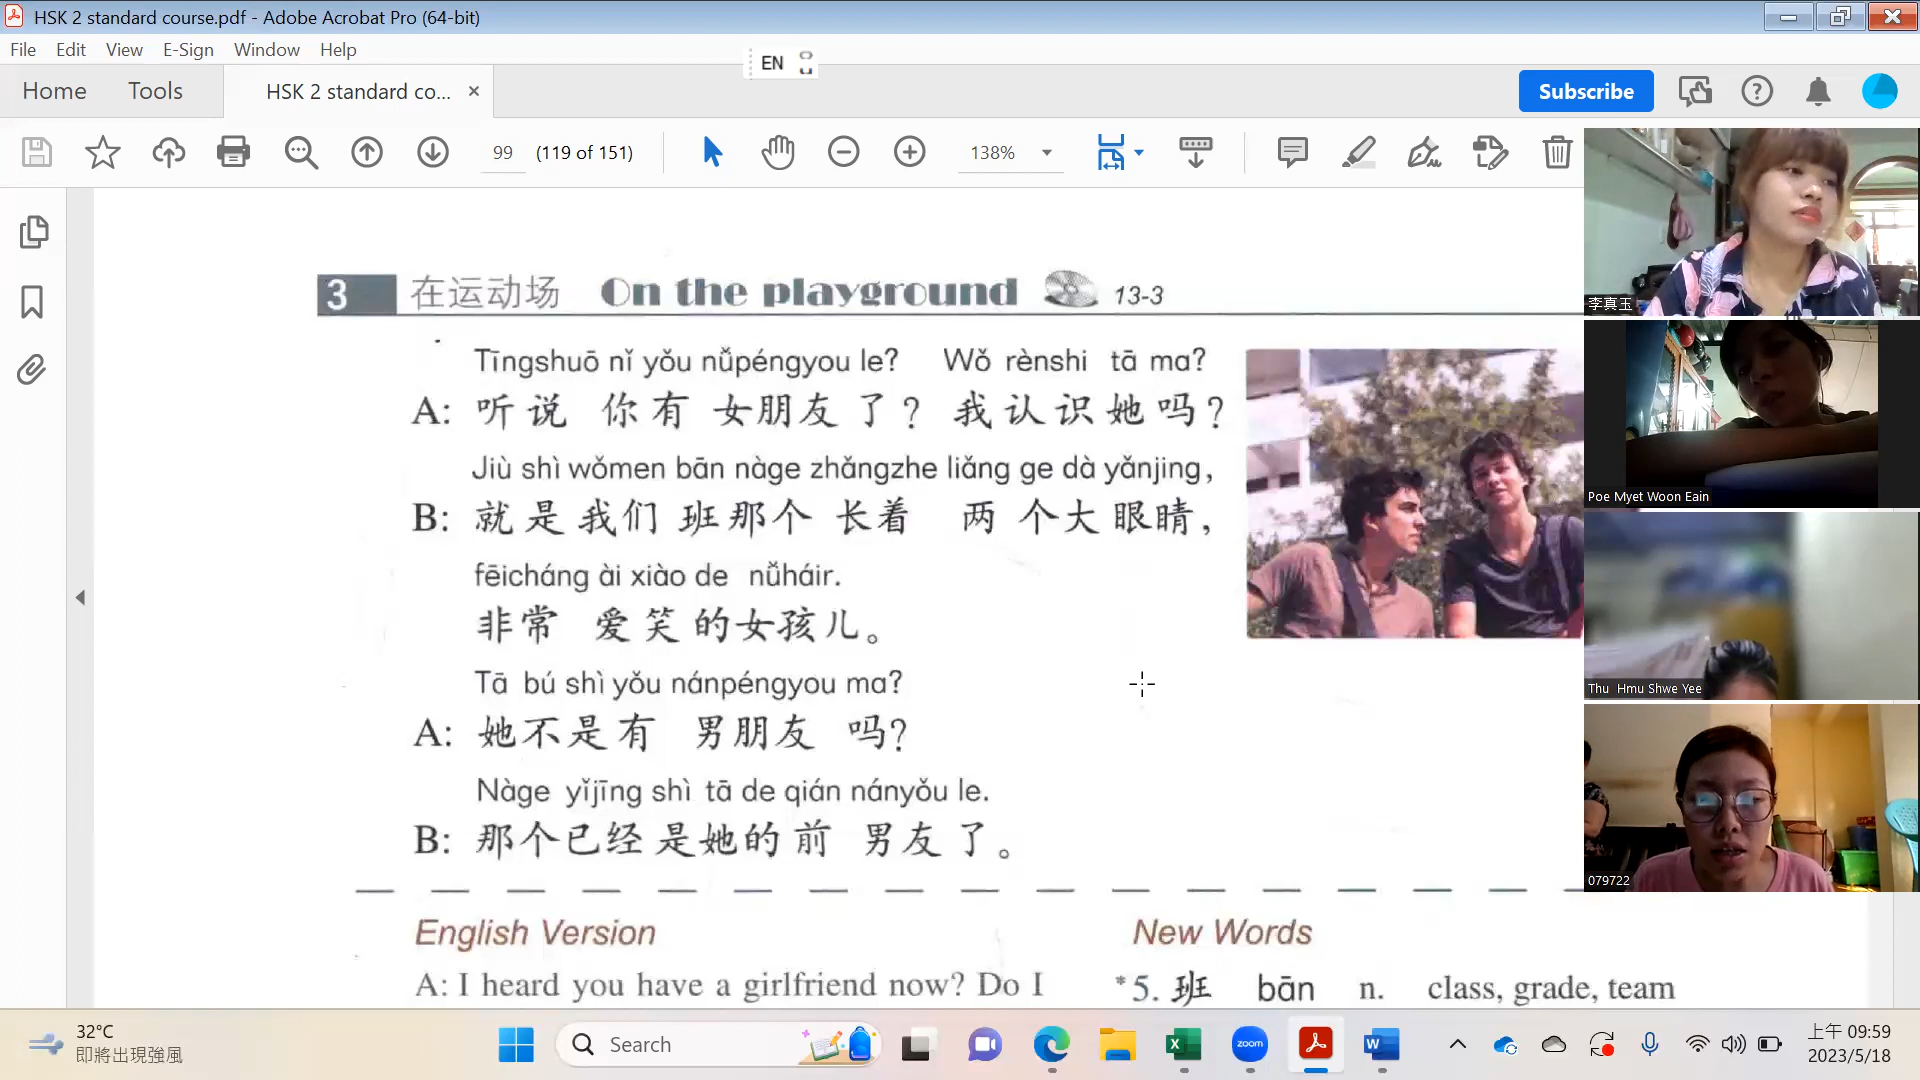 HSK 2 standard course.pdf - Adobe Acrobat Pro (64-bit)
File Edit View E-Sign Window Help
EN
Home Tools HSK 2 standard co... × Subscribe
99 (119 of 151) 138%
3 在运动场 On the playground 13-3
Tīngshuō nǐ yǒu nǚpéngyou le? Wǒ rènshi tā ma?
A: 听说 你有 女朋友 了? 我认识她吗?
Jiù shì wǒmen bān nàge zhǎngzhe liǎng ge dà yǎnjing,
B: 就是我们 班那个 长着 两 个大眼睛,
fēicháng ài xiào de nǚháir.
非常 爱笑的女孩儿。
Tā bú shì yǒu nánpéngyou ma?
A: 她不是有 男朋友 吗?
Nàge yǐjīng shì tā de qián nányǒu le.
B: 那个已经是她的前 男友了。
English Version
A: I heard you have a girlfriend now? Do I
New Words
*5. 班 bān n. class, grade, team
李真玉
Poe Myet Woon Eain
Thu Hmu Shwe Yee
079722
32°C
即將出現強風
Search
zoom
上午 09:59
2023/5/18